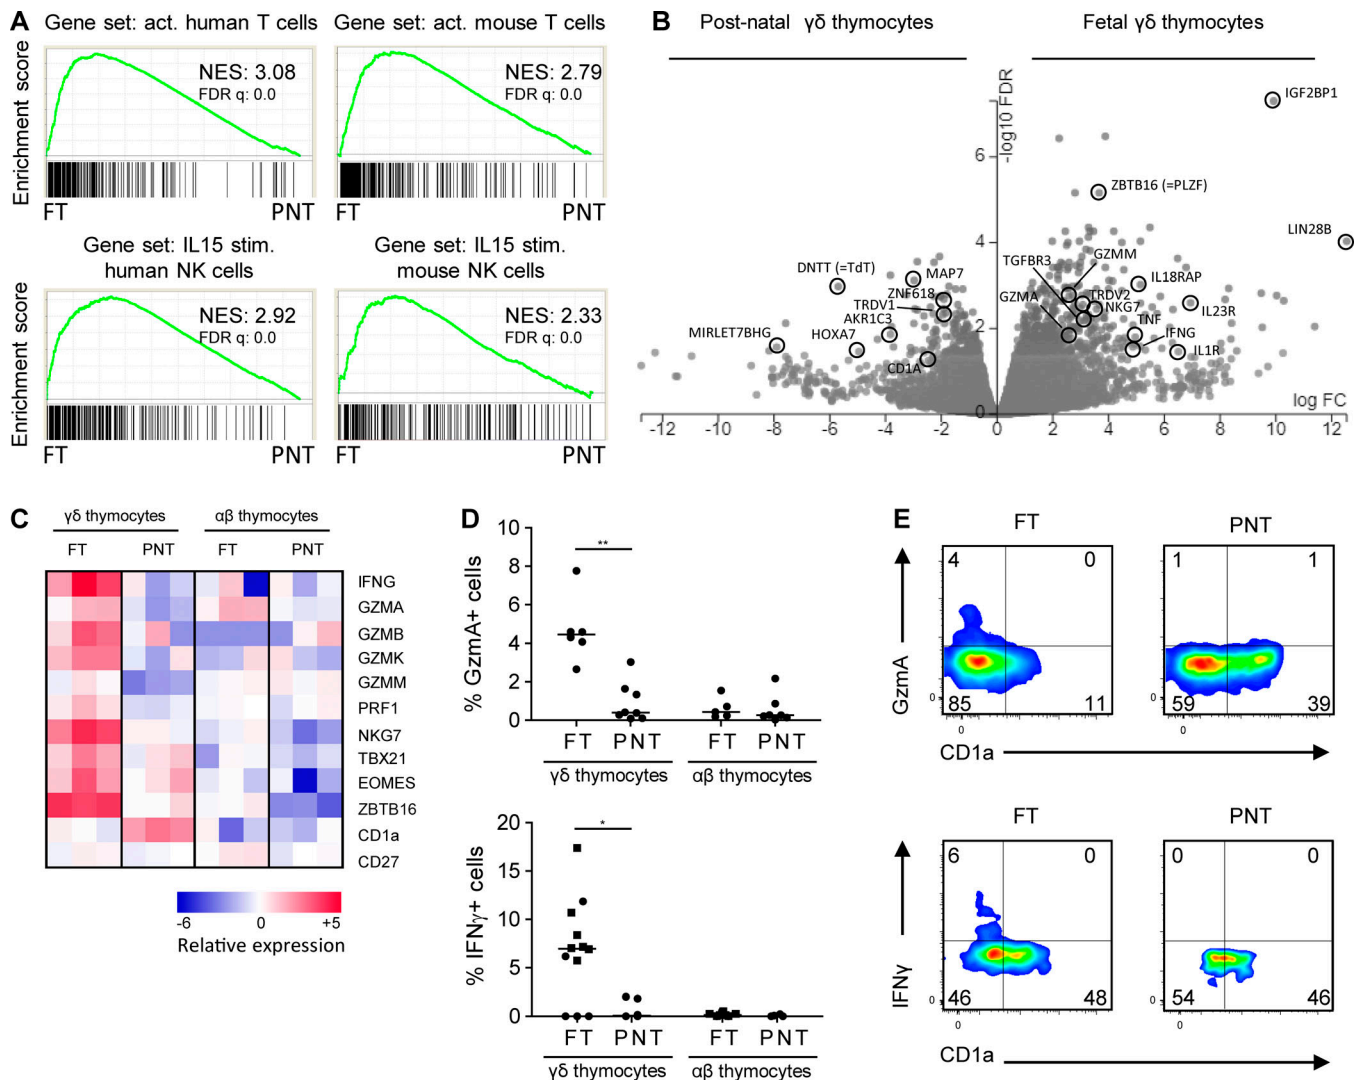 A
Gene set: act. human T cells
Gene set: act. mouse T cells
Enrichment score
NES: 3.08
FDR q: 0.0
NES: 2.79
FDR q: 0.0
FT
PNT
FT
PNT
Gene set: IL15 stim.
human NK cells
Gene set: IL15 stim.
mouse NK cells
Enrichment score
NES: 2.92
FDR q: 0.0
NES: 2.33
FDR q: 0.0
FT
PNT
FT
PNT
B
Post-natal γδ thymocytes
Fetal γδ thymocytes
-log10 FDR
IGF2BP1
6
ZBTB16 (=PLZF)
LIN28B
4
TGFBR3
GZMM
DNTT (=TdT)
MAP7
IL18RAP
ZNF618
GZMA
TRDV2
TRDV1
NKG7
IL23R
AKR1C3
TNF
2
MIRLET7BHG
HOXA7
IFNG
IL1R
CD1A
0
log FC
-12
-10
-8
-6
-4
-2
0
2
4
6
8
10
12
C
γδ thymocytes
αβ thymocytes
FT
PNT
FT
PNT
IFNG
GZMA
GZMB
GZMK
GZMM
PRF1
NKG7
TBX21
EOMES
ZBTB16
CD1a
CD27
-6
0
+5
Relative expression
D
% GzmA+ cells
10
8
6
4
2
0
**
FT
PNT
FT
PNT
γδ thymocytes
αβ thymocytes
% IFNγ+ cells
20
15
10
5
0
*
FT
PNT
FT
PNT
γδ thymocytes
αβ thymocytes
E
FT
PNT
GzmA
4
0
85
11
0
0
1
1
59
39
0
0
CD1a
FT
PNT
IFNγ
6
0
46
48
0
0
0
0
54
46
0
0
CD1a